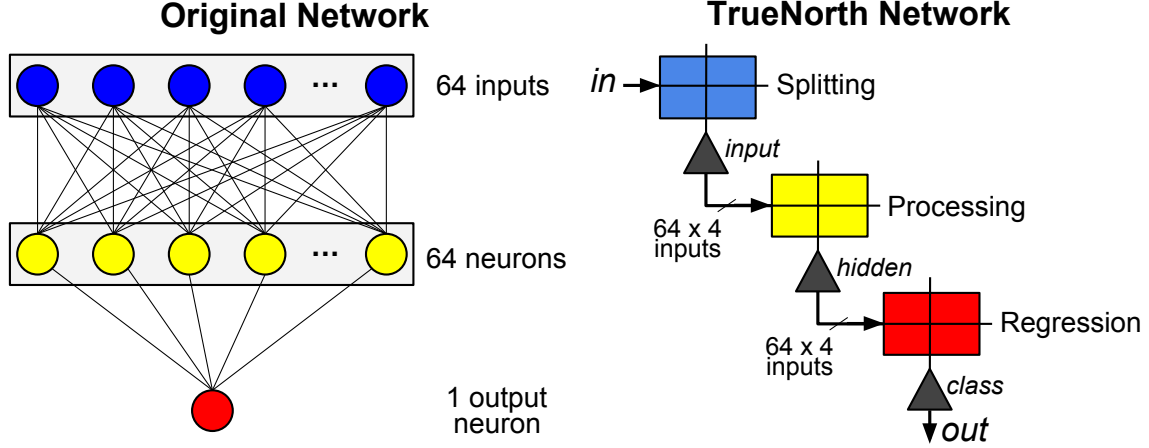 Original Network
64 inputs
...
64 neurons
...
1 output
neuron
TrueNorth Network
in
Splitting
input
64 x 4
inputs
Processing
hidden
64 x 4
inputs
Regression
class
out